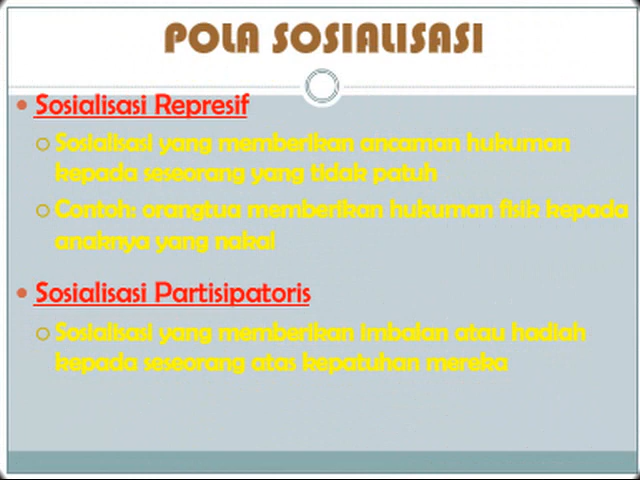 POLA SOSIALISASI
Sosialisasi Represif
Sosialisasi yang memberikan ancaman hukuman
kepada seseorang yang tidak patuh
Contoh: orangtua memberikan hukuman fisik kepada
anaknya yang nakal
Sosialisasi Partisipatoris
Sosialisasi yang memberikan imbalan atau hadiah
kepada seseorang atas kepatuhan mereka